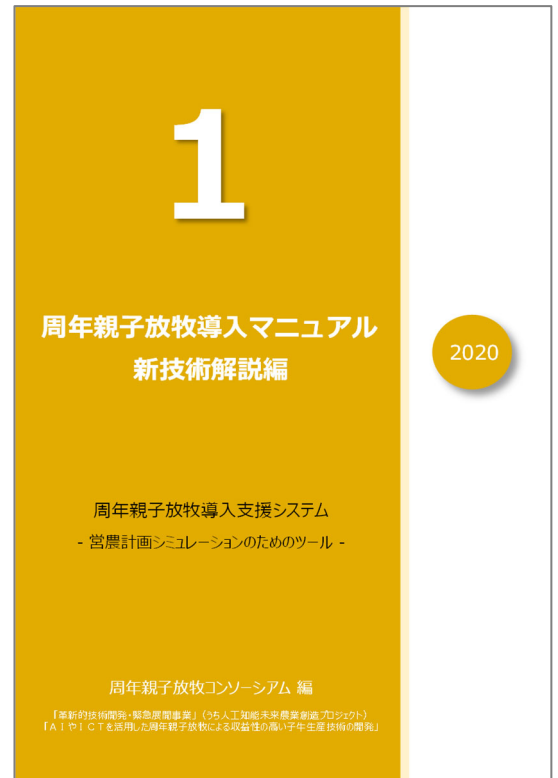 1
周年親子放牧導入マニュアル
新技術解説編
2020
周年親子放牧導入支援システム
- 営農計画シミュレーションのためのツール -
周年親子放牧コンソーシアム 編
「革新的技術開発・緊急展開事業」（うち人工知能未来農業創造プロジェクト）
「ＡＩやＩＣＴを活用した周年親子放牧による収益性の高い子牛生産技術の開発」